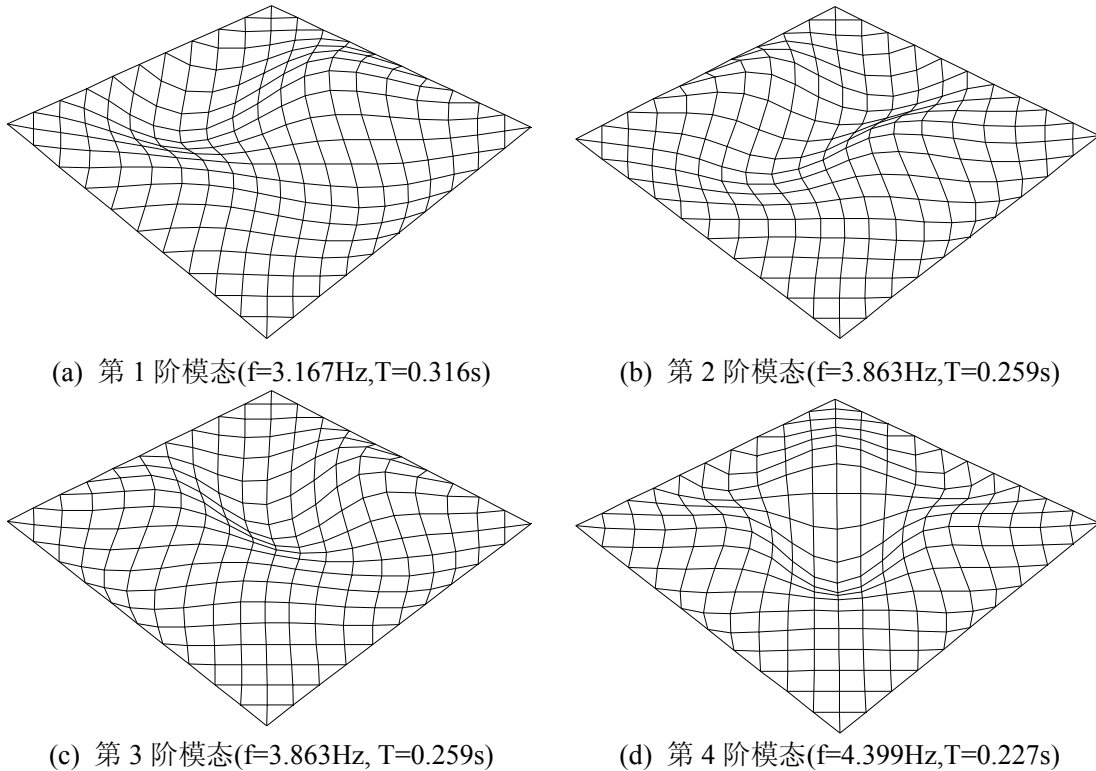 (a) 第 1 阶模态(f=3.167Hz,T=0.316s)
(b) 第 2 阶模态(f=3.863Hz,T=0.259s)
(c) 第 3 阶模态(f=3.863Hz, T=0.259s)
(d) 第 4 阶模态(f=4.399Hz,T=0.227s)